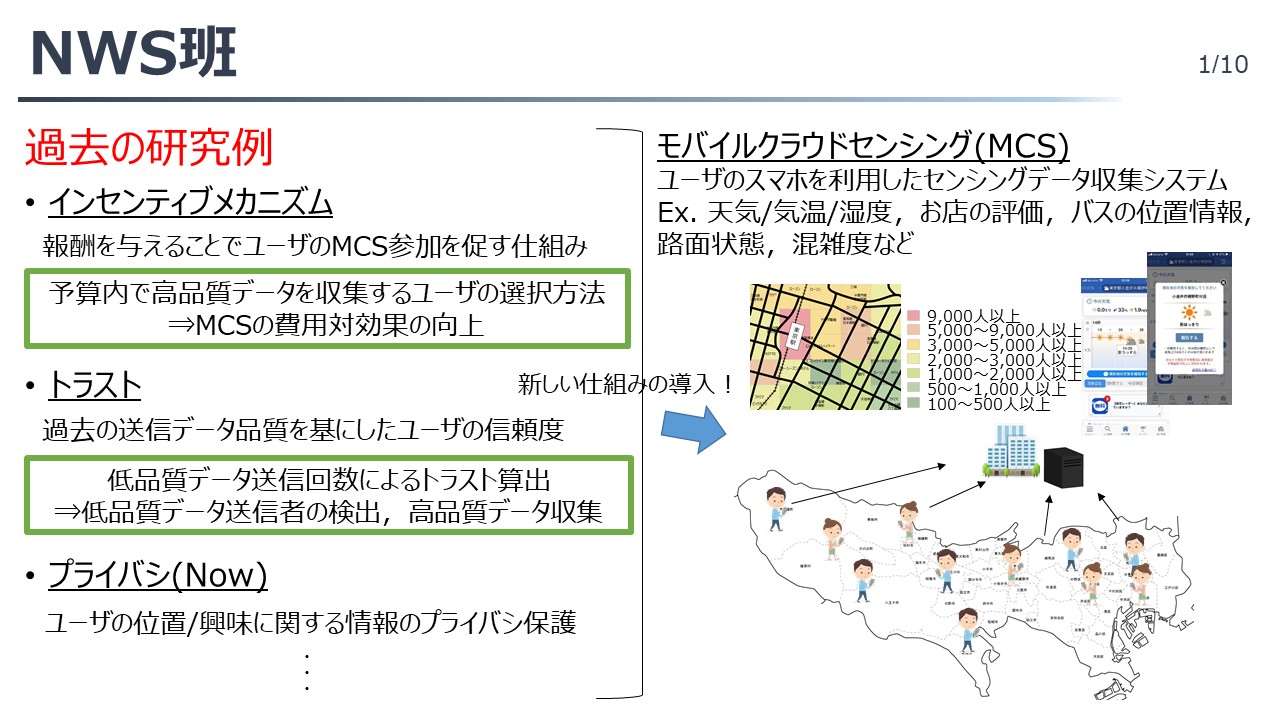 NWS班
1/10
過去の研究例
• インセンティブメカニズム
報酬を与えることでユーザのMCS参加を促す仕組み
予算内で高品質データを収集するユーザの選択方法
⇒MCSの費用対効果の向上
• トラスト
過去の送信データ品質を基にしたユーザの信頼度
低品質データ送信回数によるトラスト算出
⇒低品質データ送信者の検出，高品質データ収集
• プライバシ(Now)
ユーザの位置/興味に関する情報のプライバシ保護
.
.
.
新しい仕組みの導入！
モバイルクラウドセンシング(MCS)
ユーザのスマホを利用したセンシングデータ収集システム
Ex. 天気/気温/湿度，お店の評価，バスの位置情報，
路面状態，混雑度など
東京駅
9,000人以上
5,000～9,000人以上
3,000～5,000人以上
2,000～3,000人以上
1,000～2,000人以上
500～1,000人以上
100～500人以上